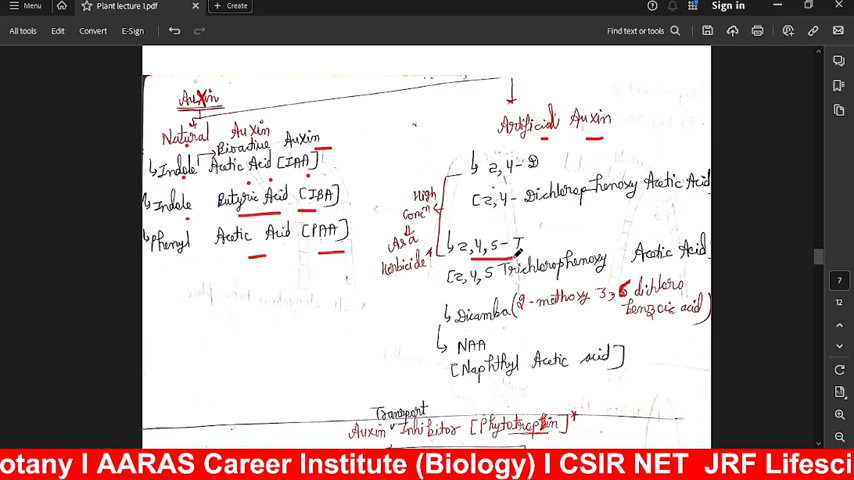 Menu
Plant lecture 1.pdf
Create
Sign in
All tools
Edit
Convert
E-Sign
Find text or tools
Auxin
Natural Auxin
Bioactive Auxin
Indole Acetic Acid [IAA]
Indole Butyric Acid [IBA]
Phenyl Acetic Acid [PAA]
Artificial Auxin
2,4-D
[2,4- Dichlorophenoxy Acetic Acid
High
Concn
As a
Herbicide *
2,4,5-T
[2,4,5 Trichlorophenoxy Acetic Acid]
Dicamba (2-methoxy 3,6 dichloro
benzoic acid)
NAA
[Naphthyl Acetic acid]
Transport
Auxin Inhibitor [Phytotropin]*
7
12
otany I AARAS Career Institute (Biology) I CSIR NET JRF Lifesci